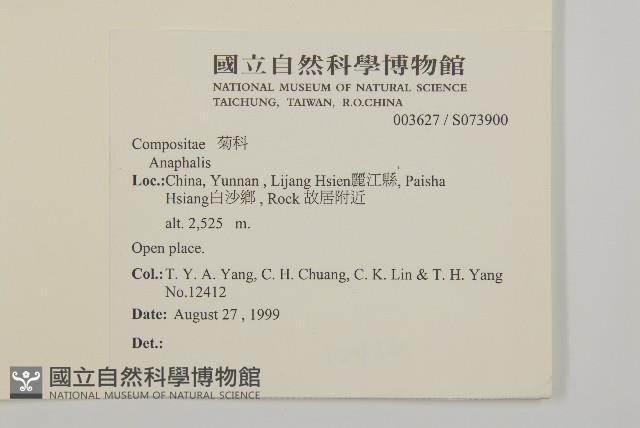 國立自然科學博物館
NATIONAL MUSEUM OF NATURAL SCIENCE
TAICHUNG, TAIWAN, R.O.CHINA
003627 / S073900
Compositae 菊科
Anaphalis
Loc.:China, Yunnan , Lijang Hsien麗江縣, Paisha
Hsiang白沙鄉 , Rock 故居附近
alt. 2,525 m.
Open place.
Col.:T. Y. A. Yang, C. H. Chuang, C. K. Lin & T. H. Yang
No.12412
Date: August 27 , 1999
Det.:
國立自然科學博物館
NATIONAL MUSEUM OF NATURAL SCIENCE